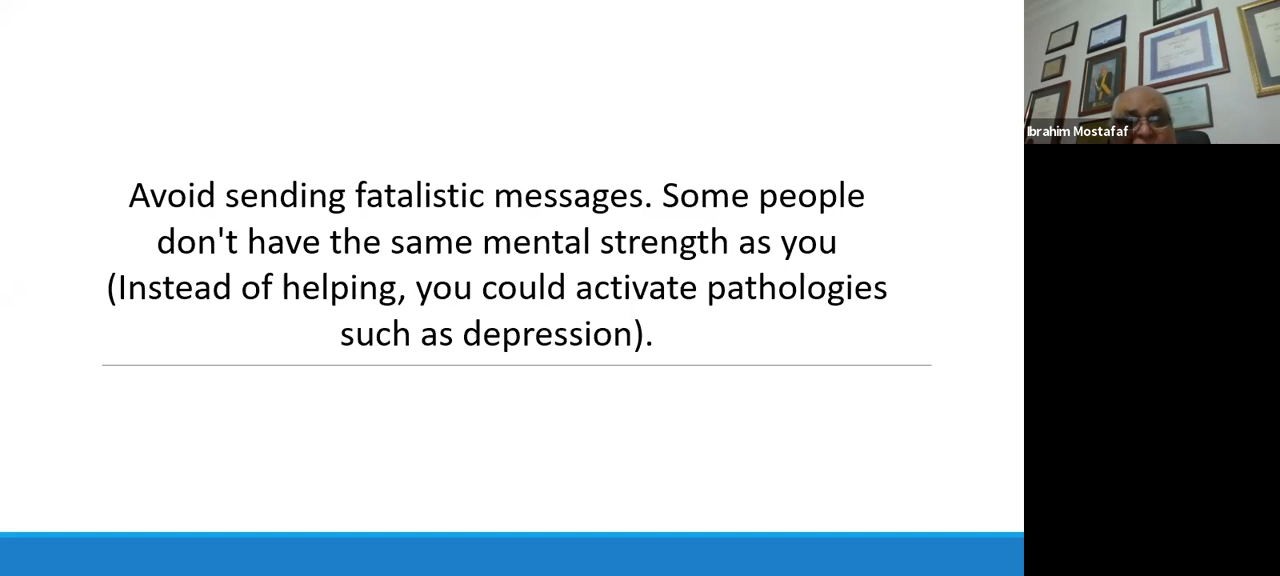 Avoid sending fatalistic messages. Some people
don't have the same mental strength as you
(Instead of helping, you could activate pathologies
such as depression).
Ibrahim Mostafaf